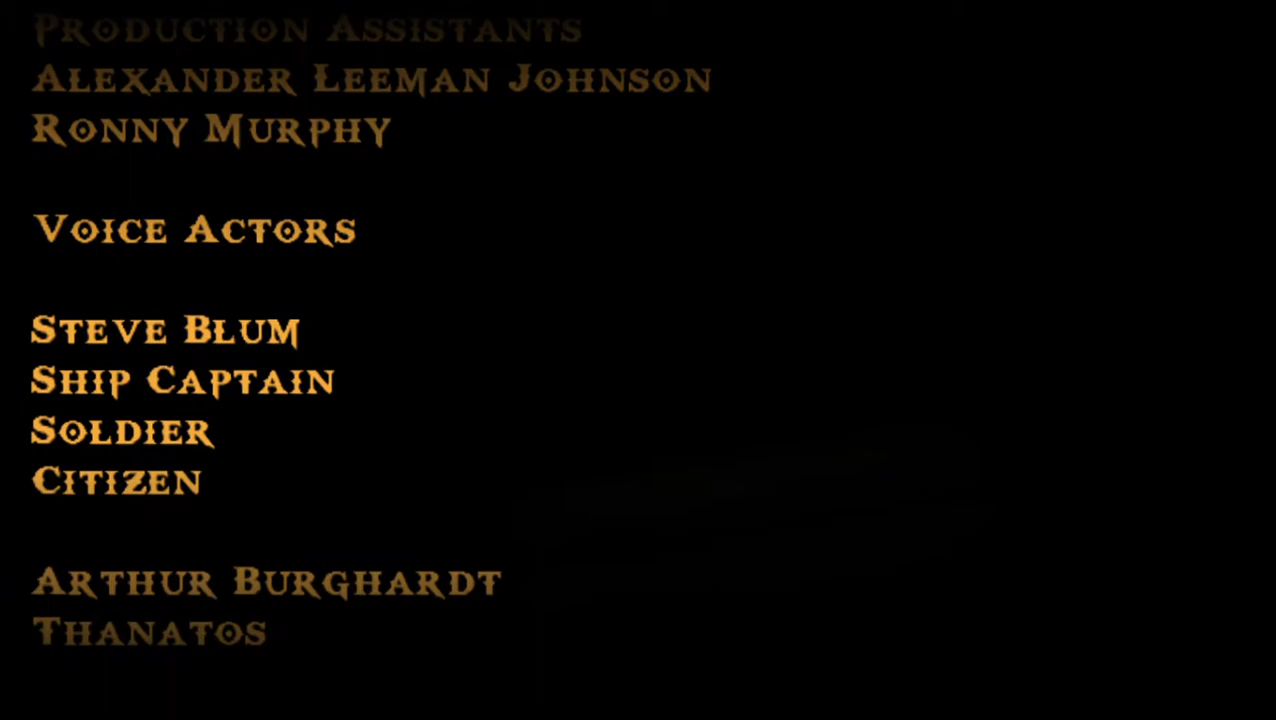 Production Assistants
Alexander Leeman Johnson
Ronny Murphy
Voice Actors
Steve Blum
Ship Captain
Soldier
Citizen
Arthur Burghardt
Thanatos